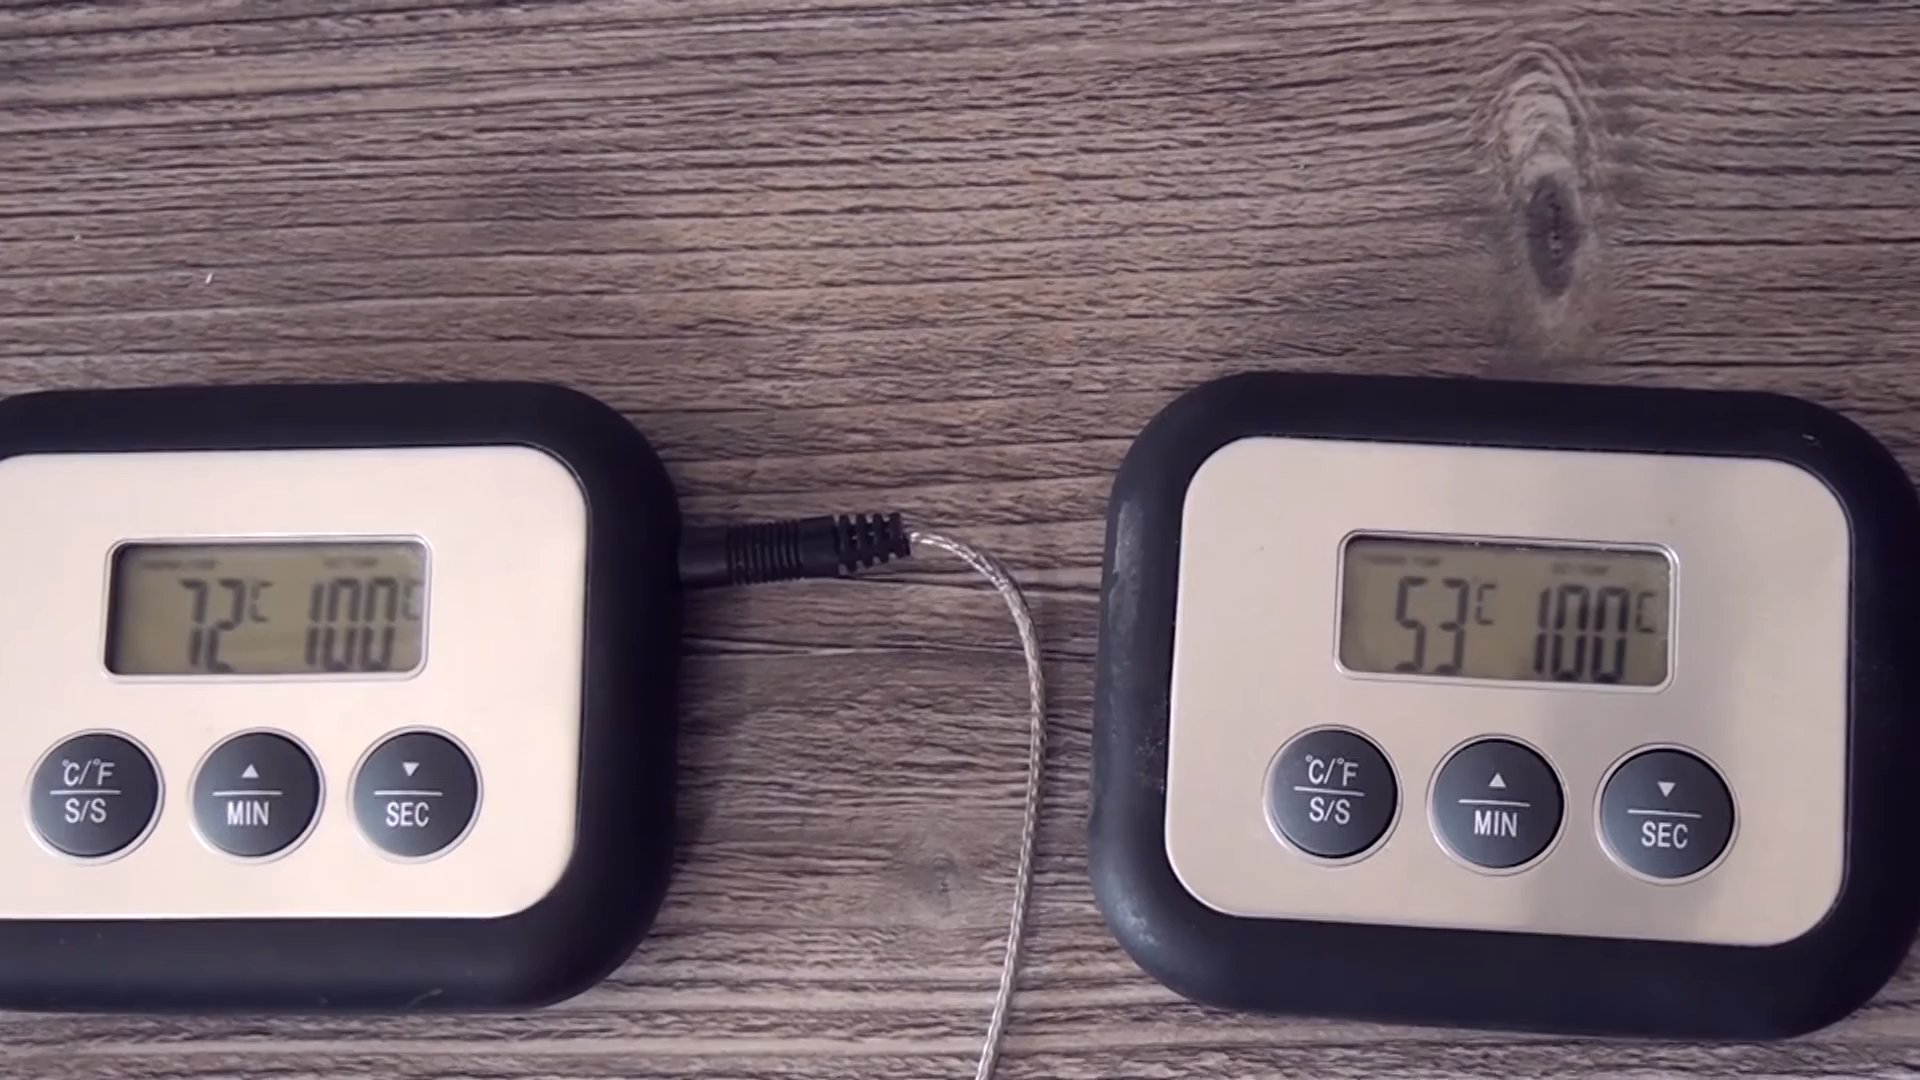 72°C 100°C
°C/°F
S/S
▲
MIN
▼
SEC
53°C 100°C
°C/°F
S/S
▲
MIN
▼
SEC